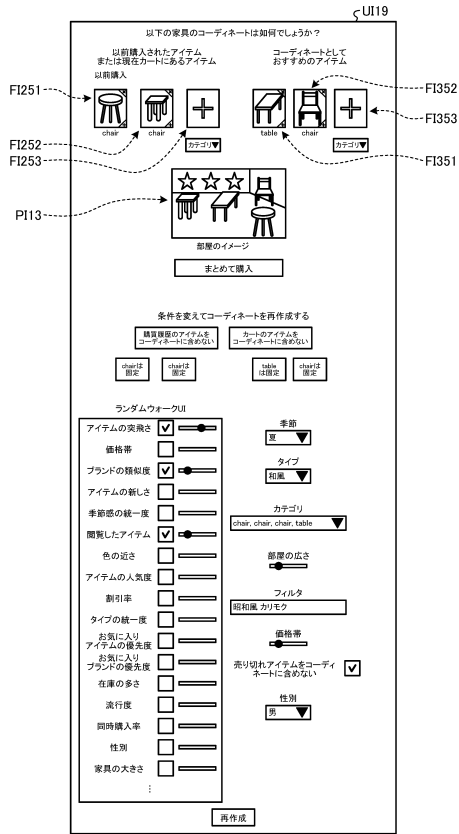 UI19
以下の家具のコーディネートは如何でしょうか？
以前購入されたアイテム
または現在カートにあるアイテム
コーディネートとして
おすすめのアイテム
以前購入
FI251
FI352
FI353
chair
chair
table
chair
FI252
FI253
カテゴリ▼
カテゴリ▼
FI351
PI13
部屋のイメージ
まとめて購入
条件を変えてコーディネートを再作成する
購買履歴のアイテムを
コーディネートに含めない
カートのアイテムを
コーディネートに含めない
chairは
固定
chairは
固定
table
は固定
chairは
固定
ランダムウォークUI
アイテムの突飛さ
価格帯
ブランドの類似度
アイテムの新しさ
季節感の統一度
閲覧したアイテム
色の近さ
アイテムの人気度
割引率
タイプの統一度
お気に入り
アイテムの優先度
お気に入り
ブランドの優先度
在庫の多さ
流行度
同時購入率
性別
家具の大きさ
⋮
季節
夏▼
タイプ
和風▼
カテゴリ
chair, chair, chair, table▼
部屋の広さ
フィルタ
昭和風 カリモク
価格帯
売り切れアイテムをコーディ
ネートに含めない
性別
男▼
再作成